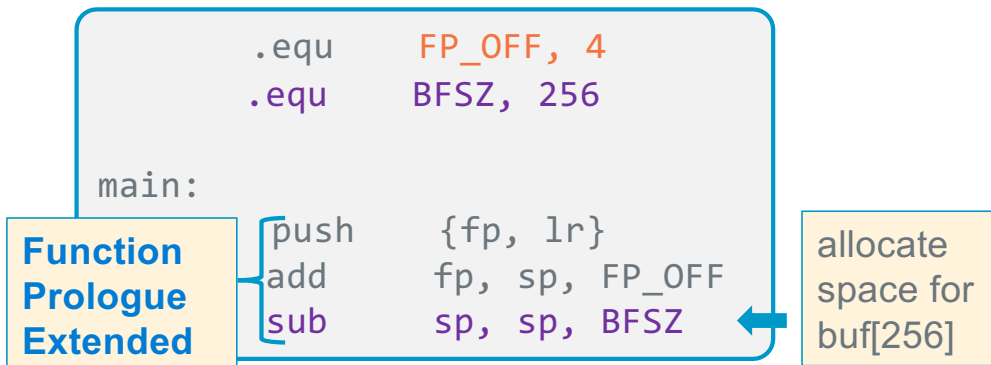 .equ FP_OFF, 4
.equ BFSZ, 256
main:
push {fp, lr}
add fp, sp, FP_OFF
sub sp, sp, BFSZ
Function
Prologue
Extended
allocate
space for
buf[256]